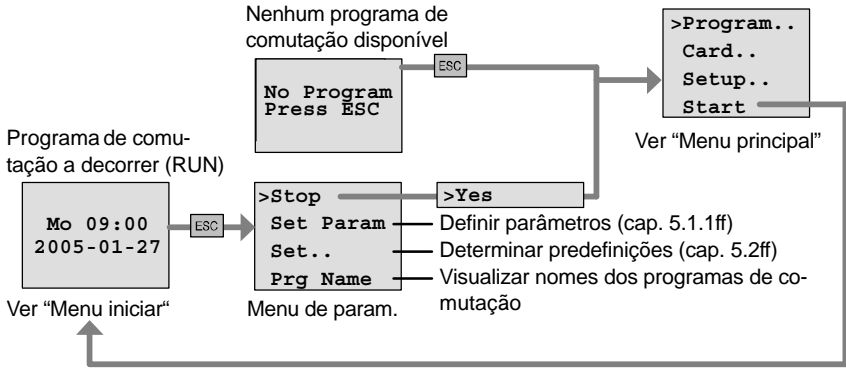 Nenhum programa de
comutação disponível
ESC
No Program
Press ESC
>Program..
Card..
Setup..
Start
Ver “Menu principal”
Programa de comu-
tação a decorrer (RUN)
Mo 09:00
2005-01-27
ESC
Ver “Menu iniciar“
>Stop
Set Param
Set..
Prg Name
Menu de param.
>Yes
Definir parâmetros (cap. 5.1.1ff)
Determinar predefinições (cap. 5.2ff)
Visualizar nomes dos programas de co-
mutação